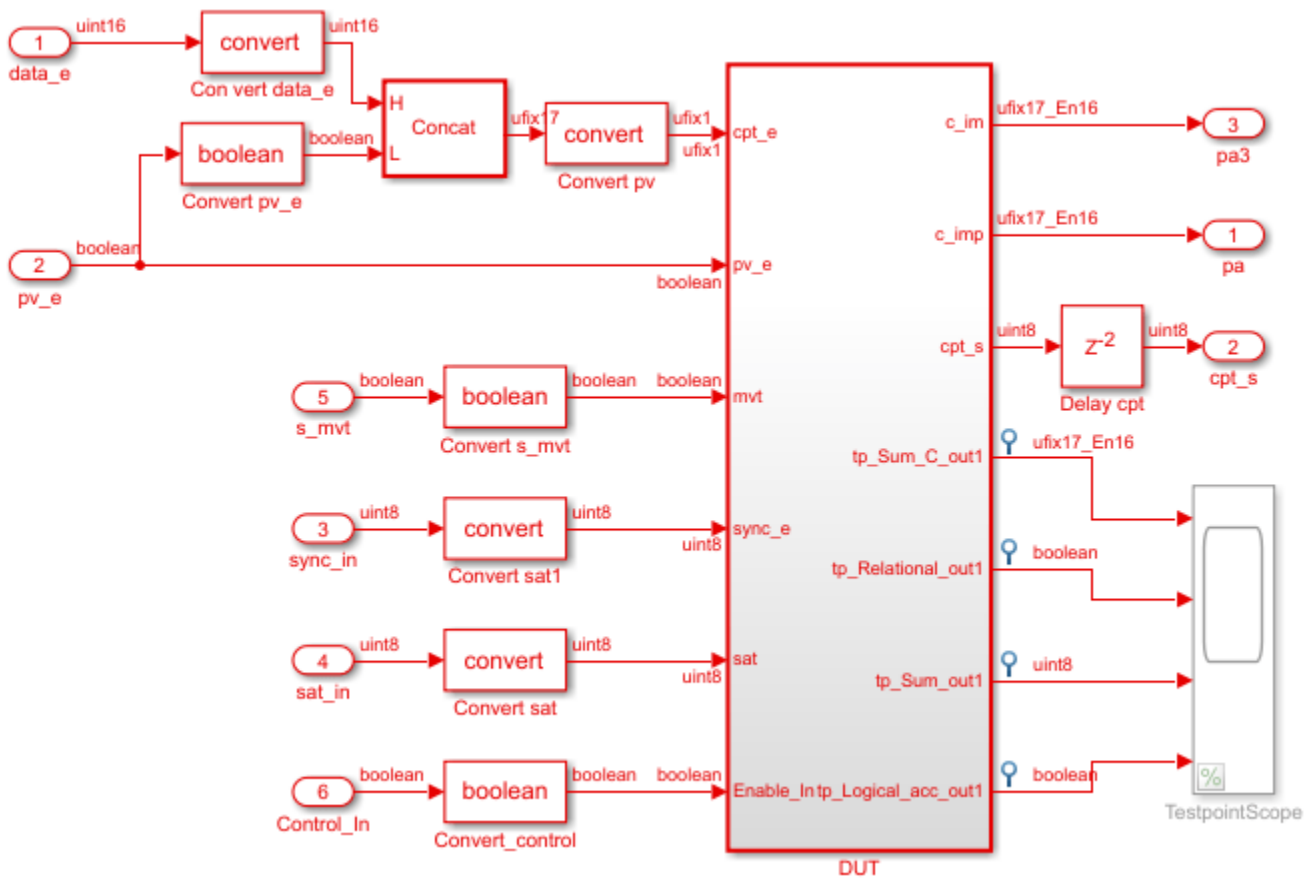 1
data_e
uint16
convert
Con vert data_e
uint16
boolean
Convert pv_e
boolean
H
L
Concat
ufix17
convert
Convert pv
ufix1
ufix1
2
pv_e
boolean
boolean
5
s_mvt
boolean
boolean
Convert s_mvt
boolean
boolean
3
sync_in
uint8
convert
Convert sat1
uint8
uint8
4
sat_in
uint8
convert
Convert sat
uint8
uint8
6
Control_In
boolean
boolean
Convert_control
boolean
boolean
cpt_e
pv_e
mvt
sync_e
sat
Enable_In
c_im
c_imp
cpt_s
tp_Sum_C_out1
tp_Relational_out1
tp_Sum_out1
tp_Logical_acc_out1
DUT
ufix17_En16
3
pa3
ufix17_En16
1
pa
uint8
Z-2
Delay cpt
uint8
2
cpt_s
ufix17_En16
boolean
uint8
boolean
%
TestpointScope